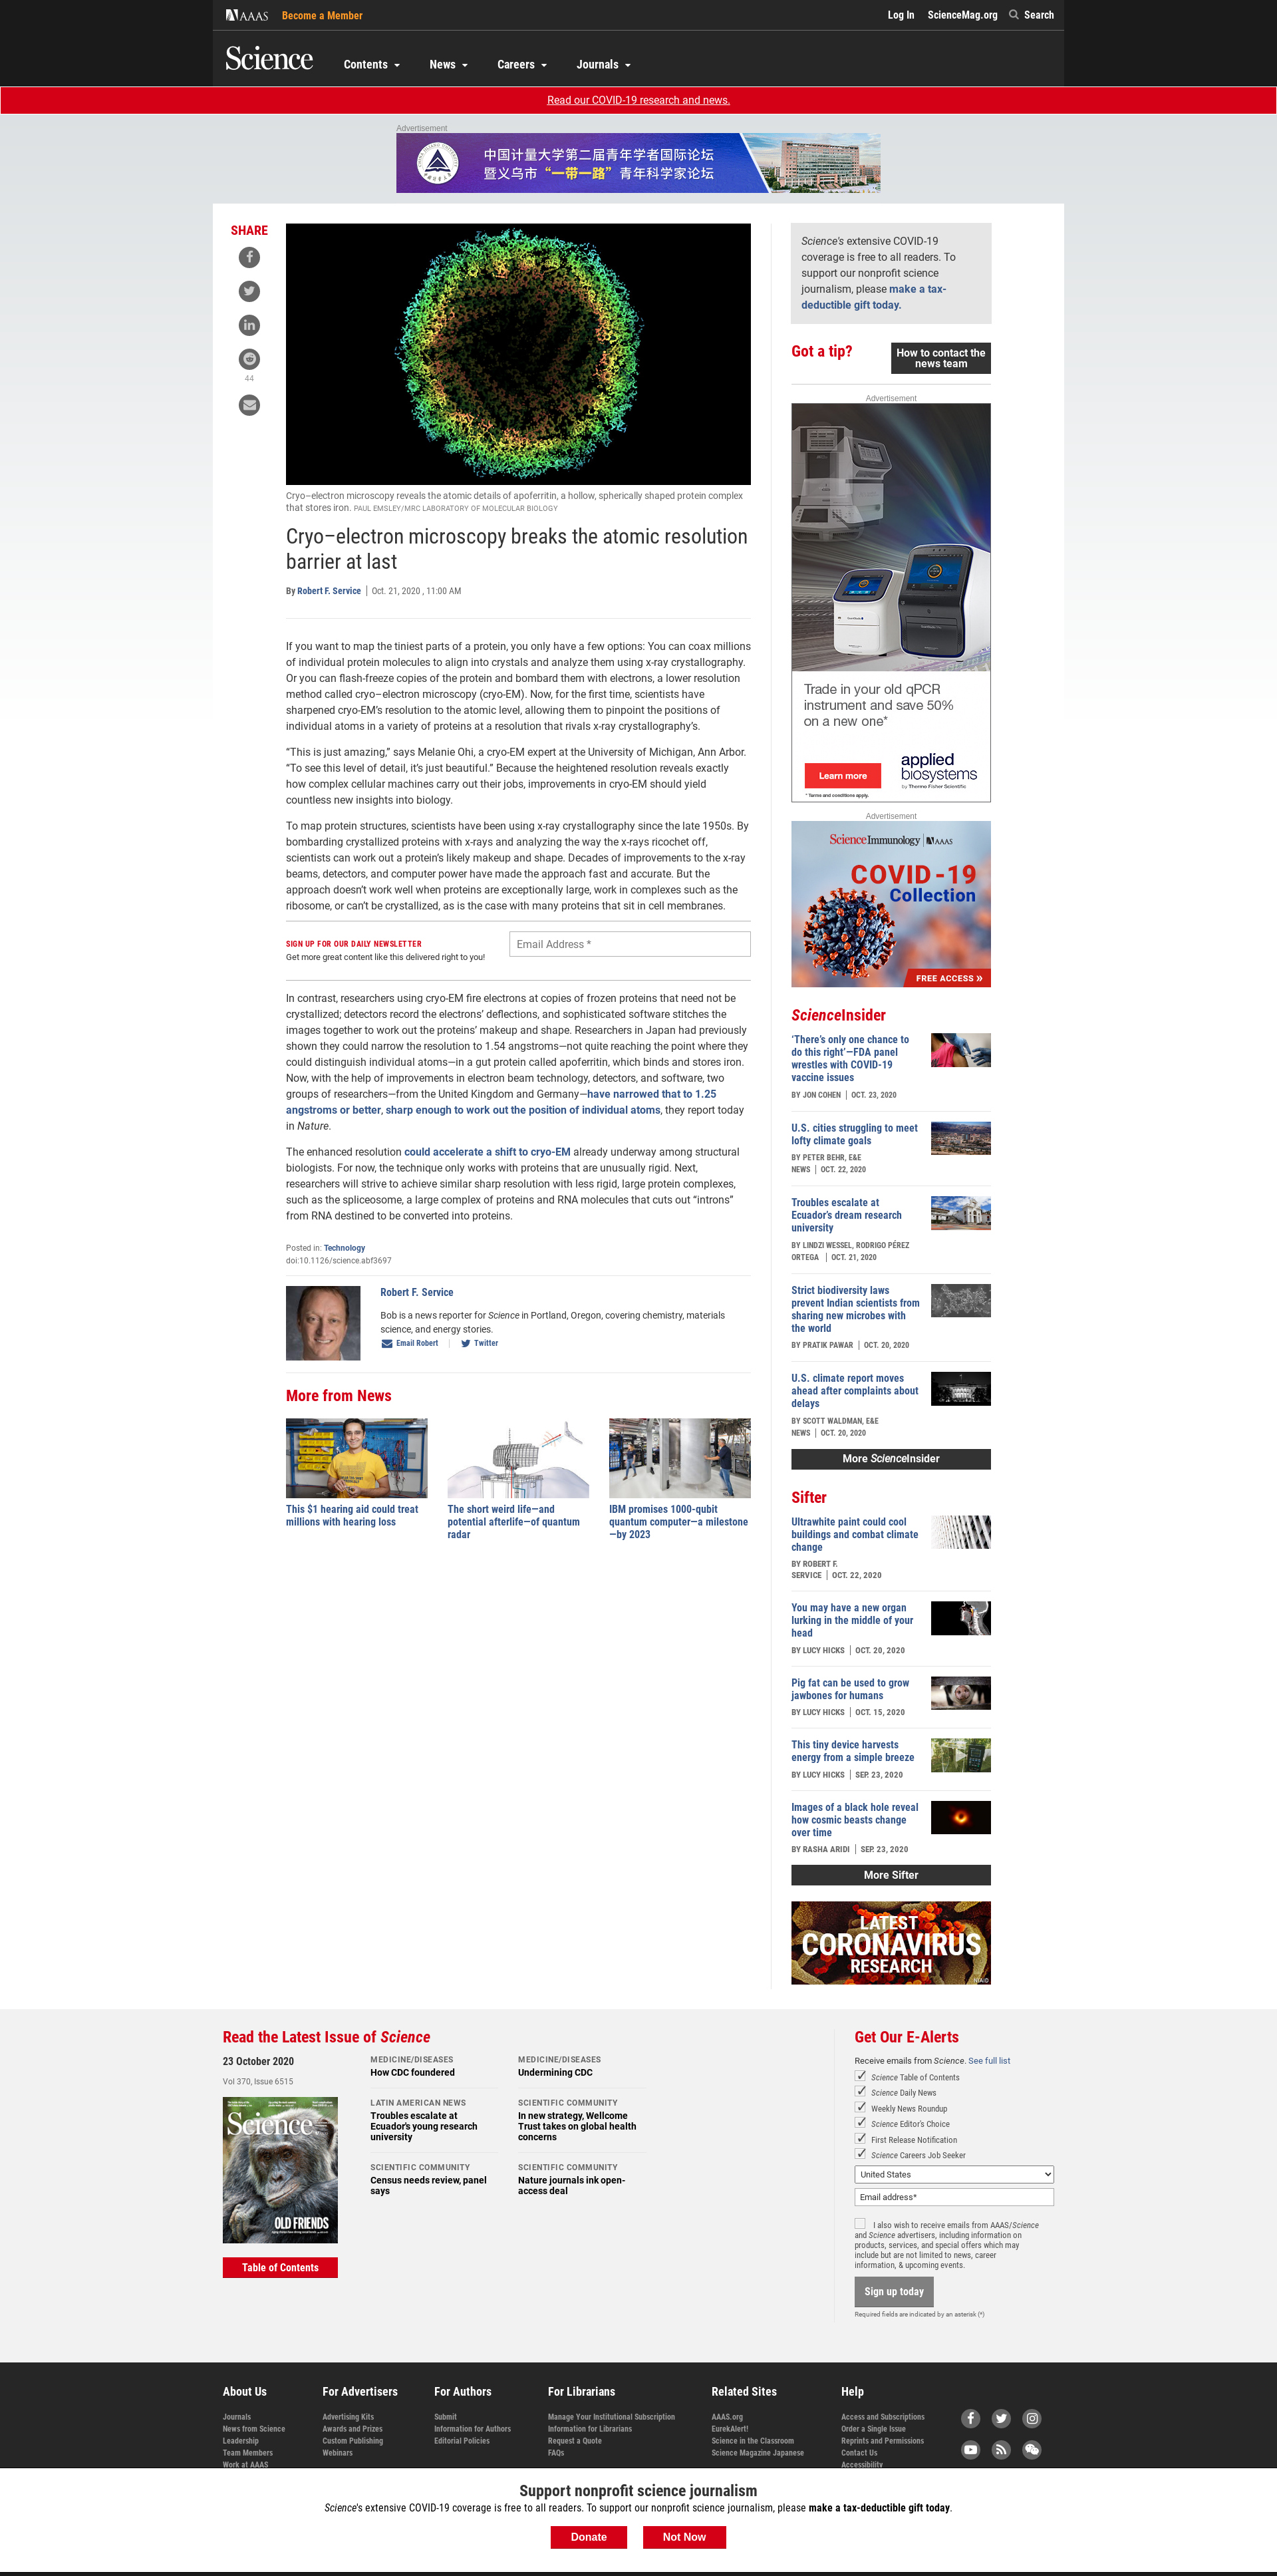 AAAS
Become a Member
Log In
ScienceMag.org
Search
Science
Contents
News
Careers
Journals
Read our COVID-19 research and news.
Advertisement
中国计量大学第二届青年学者国际论坛
暨义乌市“一带一路”青年科学家论坛
SHARE
44
Cryo–electron microscopy reveals the atomic details of apoferritin, a hollow, spherically shaped protein complex
that stores iron. PAUL EMSLEY/MRC LABORATORY OF MOLECULAR BIOLOGY
Cryo–electron microscopy breaks the atomic resolution
barrier at last
By Robert F. Service | Oct. 21, 2020 , 11:00 AM
If you want to map the tiniest parts of a protein, you only have a few options: You can coax millions
of individual protein molecules to align into crystals and analyze them using x-ray crystallography.
Or you can flash-freeze copies of the protein and bombard them with electrons, a lower resolution
method called cryo–electron microscopy (cryo-EM). Now, for the first time, scientists have
sharpened cryo-EM’s resolution to the atomic level, allowing them to pinpoint the positions of
individual atoms in a variety of proteins at a resolution that rivals x-ray crystallography’s.
“This is just amazing,” says Melanie Ohi, a cryo-EM expert at the University of Michigan, Ann Arbor.
“To see this level of detail, it’s just beautiful.” Because the heightened resolution reveals exactly
how complex cellular machines carry out their jobs, improvements in cryo-EM should yield
countless new insights into biology.
To map protein structures, scientists have been using x-ray crystallography since the late 1950s. By
bombarding crystallized proteins with x-rays and analyzing the way the x-rays ricochet off,
scientists can work out a protein’s likely makeup and shape. Decades of improvements to the x-ray
beams, detectors, and computer power have made the approach fast and accurate. But the
approach doesn’t work well when proteins are exceptionally large, work in complexes such as the
ribosome, or can’t be crystallized, as is the case with many proteins that sit in cell membranes.
SIGN UP FOR OUR DAILY NEWSLETTER
Get more great content like this delivered right to you!
Email Address *
In contrast, researchers using cryo-EM fire electrons at copies of frozen proteins that need not be
crystallized; detectors record the electrons’ deflections, and sophisticated software stitches the
images together to work out the proteins’ makeup and shape. Researchers in Japan had previously
shown they could narrow the resolution to 1.54 angstroms—not quite reaching the point where they
could distinguish individual atoms—in a gut protein called apoferritin, which binds and stores iron.
Now, with the help of improvements in electron beam technology, detectors, and software, two
groups of researchers—from the United Kingdom and Germany—have narrowed that to 1.25
angstroms or better, sharp enough to work out the position of individual atoms, they report today
in Nature.
The enhanced resolution could accelerate a shift to cryo-EM already underway among structural
biologists. For now, the technique only works with proteins that are unusually rigid. Next,
researchers will strive to achieve similar sharp resolution with less rigid, large protein complexes,
such as the spliceosome, a large complex of proteins and RNA molecules that cuts out “introns”
from RNA destined to be converted into proteins.
Posted in: Technology
doi:10.1126/science.abf3697
Robert F. Service
Bob is a news reporter for Science in Portland, Oregon, covering chemistry, materials
science, and energy stories.
Email Robert | Twitter
More from News
This $1 hearing aid could treat
millions with hearing loss
The short weird life—and
potential afterlife—of quantum
radar
IBM promises 1000-qubit
quantum computer—a milestone
—by 2023
Science's extensive COVID-19
coverage is free to all readers. To
support our nonprofit science
journalism, please make a tax-
deductible gift today.
Got a tip?
How to contact the
news team
Advertisement
Trade in your old qPCR
instrument and save 50%
on a new one*
Learn more
applied
biosystems
by Thermo Fisher Scientific
* Terms and conditions apply.
Advertisement
Science Immunology | AAAS
COVID-19
Collection
FREE ACCESS »
ScienceInsider
‘There’s only one chance to
do this right’—FDA panel
wrestles with COVID-19
vaccine issues
BY JON COHEN | OCT. 23, 2020
U.S. cities struggling to meet
lofty climate goals
BY PETER BEHR, E&E
NEWS | OCT. 22, 2020
Troubles escalate at
Ecuador’s dream research
university
BY LINDZI WESSEL, RODRIGO PÉREZ
ORTEGA | OCT. 21, 2020
Strict biodiversity laws
prevent Indian scientists from
sharing new microbes with
the world
BY PRATIK PAWAR | OCT. 20, 2020
U.S. climate report moves
ahead after complaints about
delays
BY SCOTT WALDMAN, E&E
NEWS | OCT. 20, 2020
More ScienceInsider
Sifter
Ultrawhite paint could cool
buildings and combat climate
change
BY ROBERT F.
SERVICE | OCT. 22, 2020
You may have a new organ
lurking in the middle of your
head
BY LUCY HICKS | OCT. 20, 2020
Pig fat can be used to grow
jawbones for humans
BY LUCY HICKS | OCT. 15, 2020
This tiny device harvests
energy from a simple breeze
BY LUCY HICKS | SEP. 23, 2020
Images of a black hole reveal
how cosmic beasts change
over time
BY RASHA ARIDI | SEP. 23, 2020
More Sifter
LATEST
CORONAVIRUS
RESEARCH
NIAID
Read the Latest Issue of Science
23 October 2020
Vol 370, Issue 6515
Science
OLD FRIENDS
Table of Contents
MEDICINE/DISEASES
How CDC foundered
LATIN AMERICAN NEWS
Troubles escalate at
Ecuador's young research
university
SCIENTIFIC COMMUNITY
Census needs review, panel
says
MEDICINE/DISEASES
Undermining CDC
SCIENTIFIC COMMUNITY
In new strategy, Wellcome
Trust takes on global health
concerns
SCIENTIFIC COMMUNITY
Nature journals ink open-
access deal
Get Our E-Alerts
Receive emails from Science. See full list
Science Table of Contents
Science Daily News
Weekly News Roundup
Science Editor's Choice
First Release Notification
Science Careers Job Seeker
United States
Email address*
I also wish to receive emails from AAAS/Science
and Science advertisers, including information on
products, services, and special offers which may
include but are not limited to news, career
information, & upcoming events.
Sign up today
Required fields are indicated by an asterisk (*)
About Us
Journals
News from Science
Leadership
Team Members
Work at AAAS
For Advertisers
Advertising Kits
Awards and Prizes
Custom Publishing
Webinars
For Authors
Submit
Information for Authors
Editorial Policies
For Librarians
Manage Your Institutional Subscription
Information for Librarians
Request a Quote
FAQs
Related Sites
AAAS.org
EurekAlert!
Science in the Classroom
Science Magazine Japanese
Help
Access and Subscriptions
Order a Single Issue
Reprints and Permissions
Contact Us
Accessibility
Support nonprofit science journalism
Science's extensive COVID-19 coverage is free to all readers. To support our nonprofit science journalism, please make a tax-deductible gift today.
Donate
Not Now